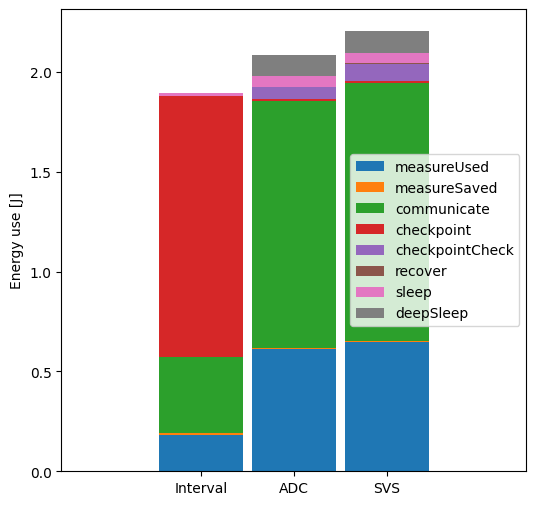 Energy use [J]
2.0
1.5
1.0
0.5
0.0
Interval
ADC
SVS
measureUsed
measureSaved
communicate
checkpoint
checkpointCheck
recover
sleep
deepSleep